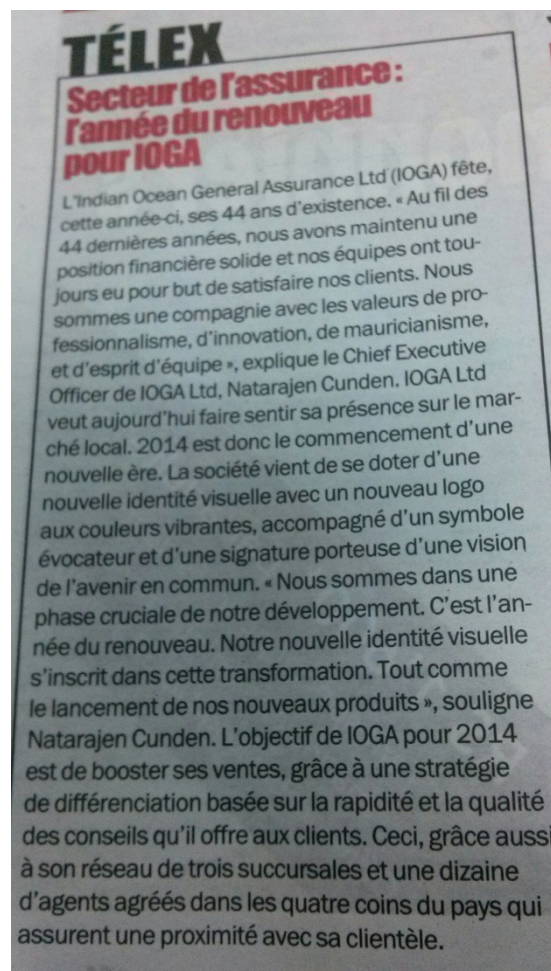 TÉLEX
Secteur de l'assurance :
l'année du renouveau
pour IOGA
L'Indian Ocean General Assurance Ltd (IOGA) fête,
cette année-ci, ses 44 ans d'existence. « Au fil des
44 dernières années, nous avons maintenu une
position financière solide et nos équipes ont tou-
jours eu pour but de satisfaire nos clients. Nous
sommes une compagnie avec les valeurs de pro-
fessionnalisme, d'innovation, de mauricianisme,
et d'esprit d'équipe », explique le Chief Executive
Officer de IOGA Ltd, Natarajen Cunden. IOGA Ltd
veut aujourd'hui faire sentir sa présence sur le mar-
ché local. 2014 est donc le commencement d'une
nouvelle ère. La société vient de se doter d'une
nouvelle identité visuelle avec un nouveau logo
aux couleurs vibrantes, accompagné d'un symbole
évocateur et d'une signature porteuse d'une vision
de l'avenir en commun. « Nous sommes dans une
phase cruciale de notre développement. C'est l'an-
née du renouveau. Notre nouvelle identité visuelle
s'inscrit dans cette transformation. Tout comme
le lancement de nos nouveaux produits », souligne
Natarajen Cunden. L'objectif de IOGA pour 2014
est de booster ses ventes, grâce à une stratégie
de différenciation basée sur la rapidité et la qualité
des conseils qu'il offre aux clients. Ceci, grâce aussi
à son réseau de trois succursales et une dizaine
d'agents agréés dans les quatre coins du pays qui
assurent une proximité avec sa clientèle.